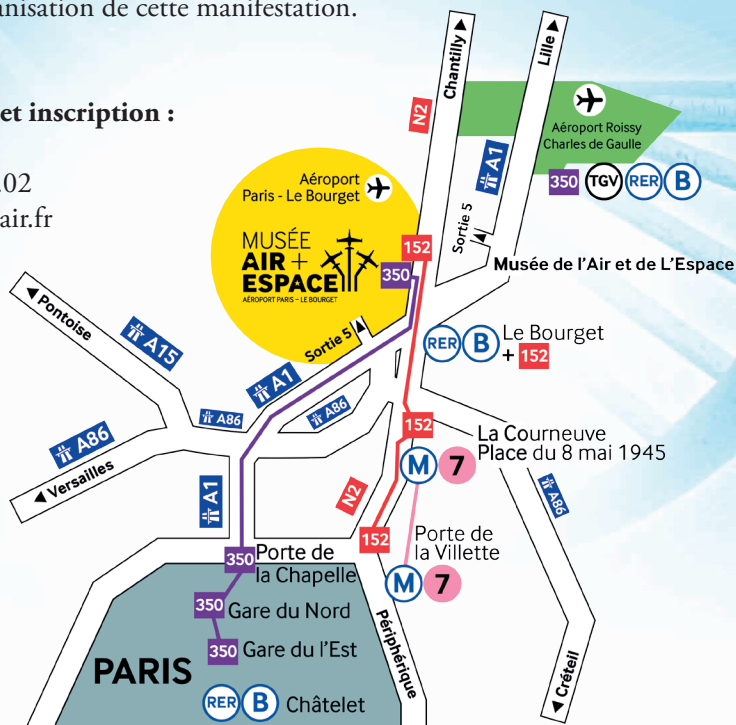 anisation de cette manifestation.
et inscription :
.02
air.fr
Chantilly
Lille
N2
Aéroport Roissy
Charles de Gaulle
A1
350 TGV RER B
Sortie 5
Aéroport
Paris - Le Bourget
MUSÉE
AIR +
ESPACE
AÉROPORT PARIS – LE BOURGET
152
350
Musée de l'Air et de L'Espace
Pontoise
A15
Sortie 5
RER B Le Bourget
+ 152
A1
A86
A86
A86
Versailles
152
La Courneuve
Place du 8 mai 1945
M 7
A1
N2
A86
152
Porte de
la Villette
M 7
350 Porte de
la Chapelle
350 Gare du Nord
350 Gare du l'Est
Périphérique
PARIS
RER B Châtelet
Créteil